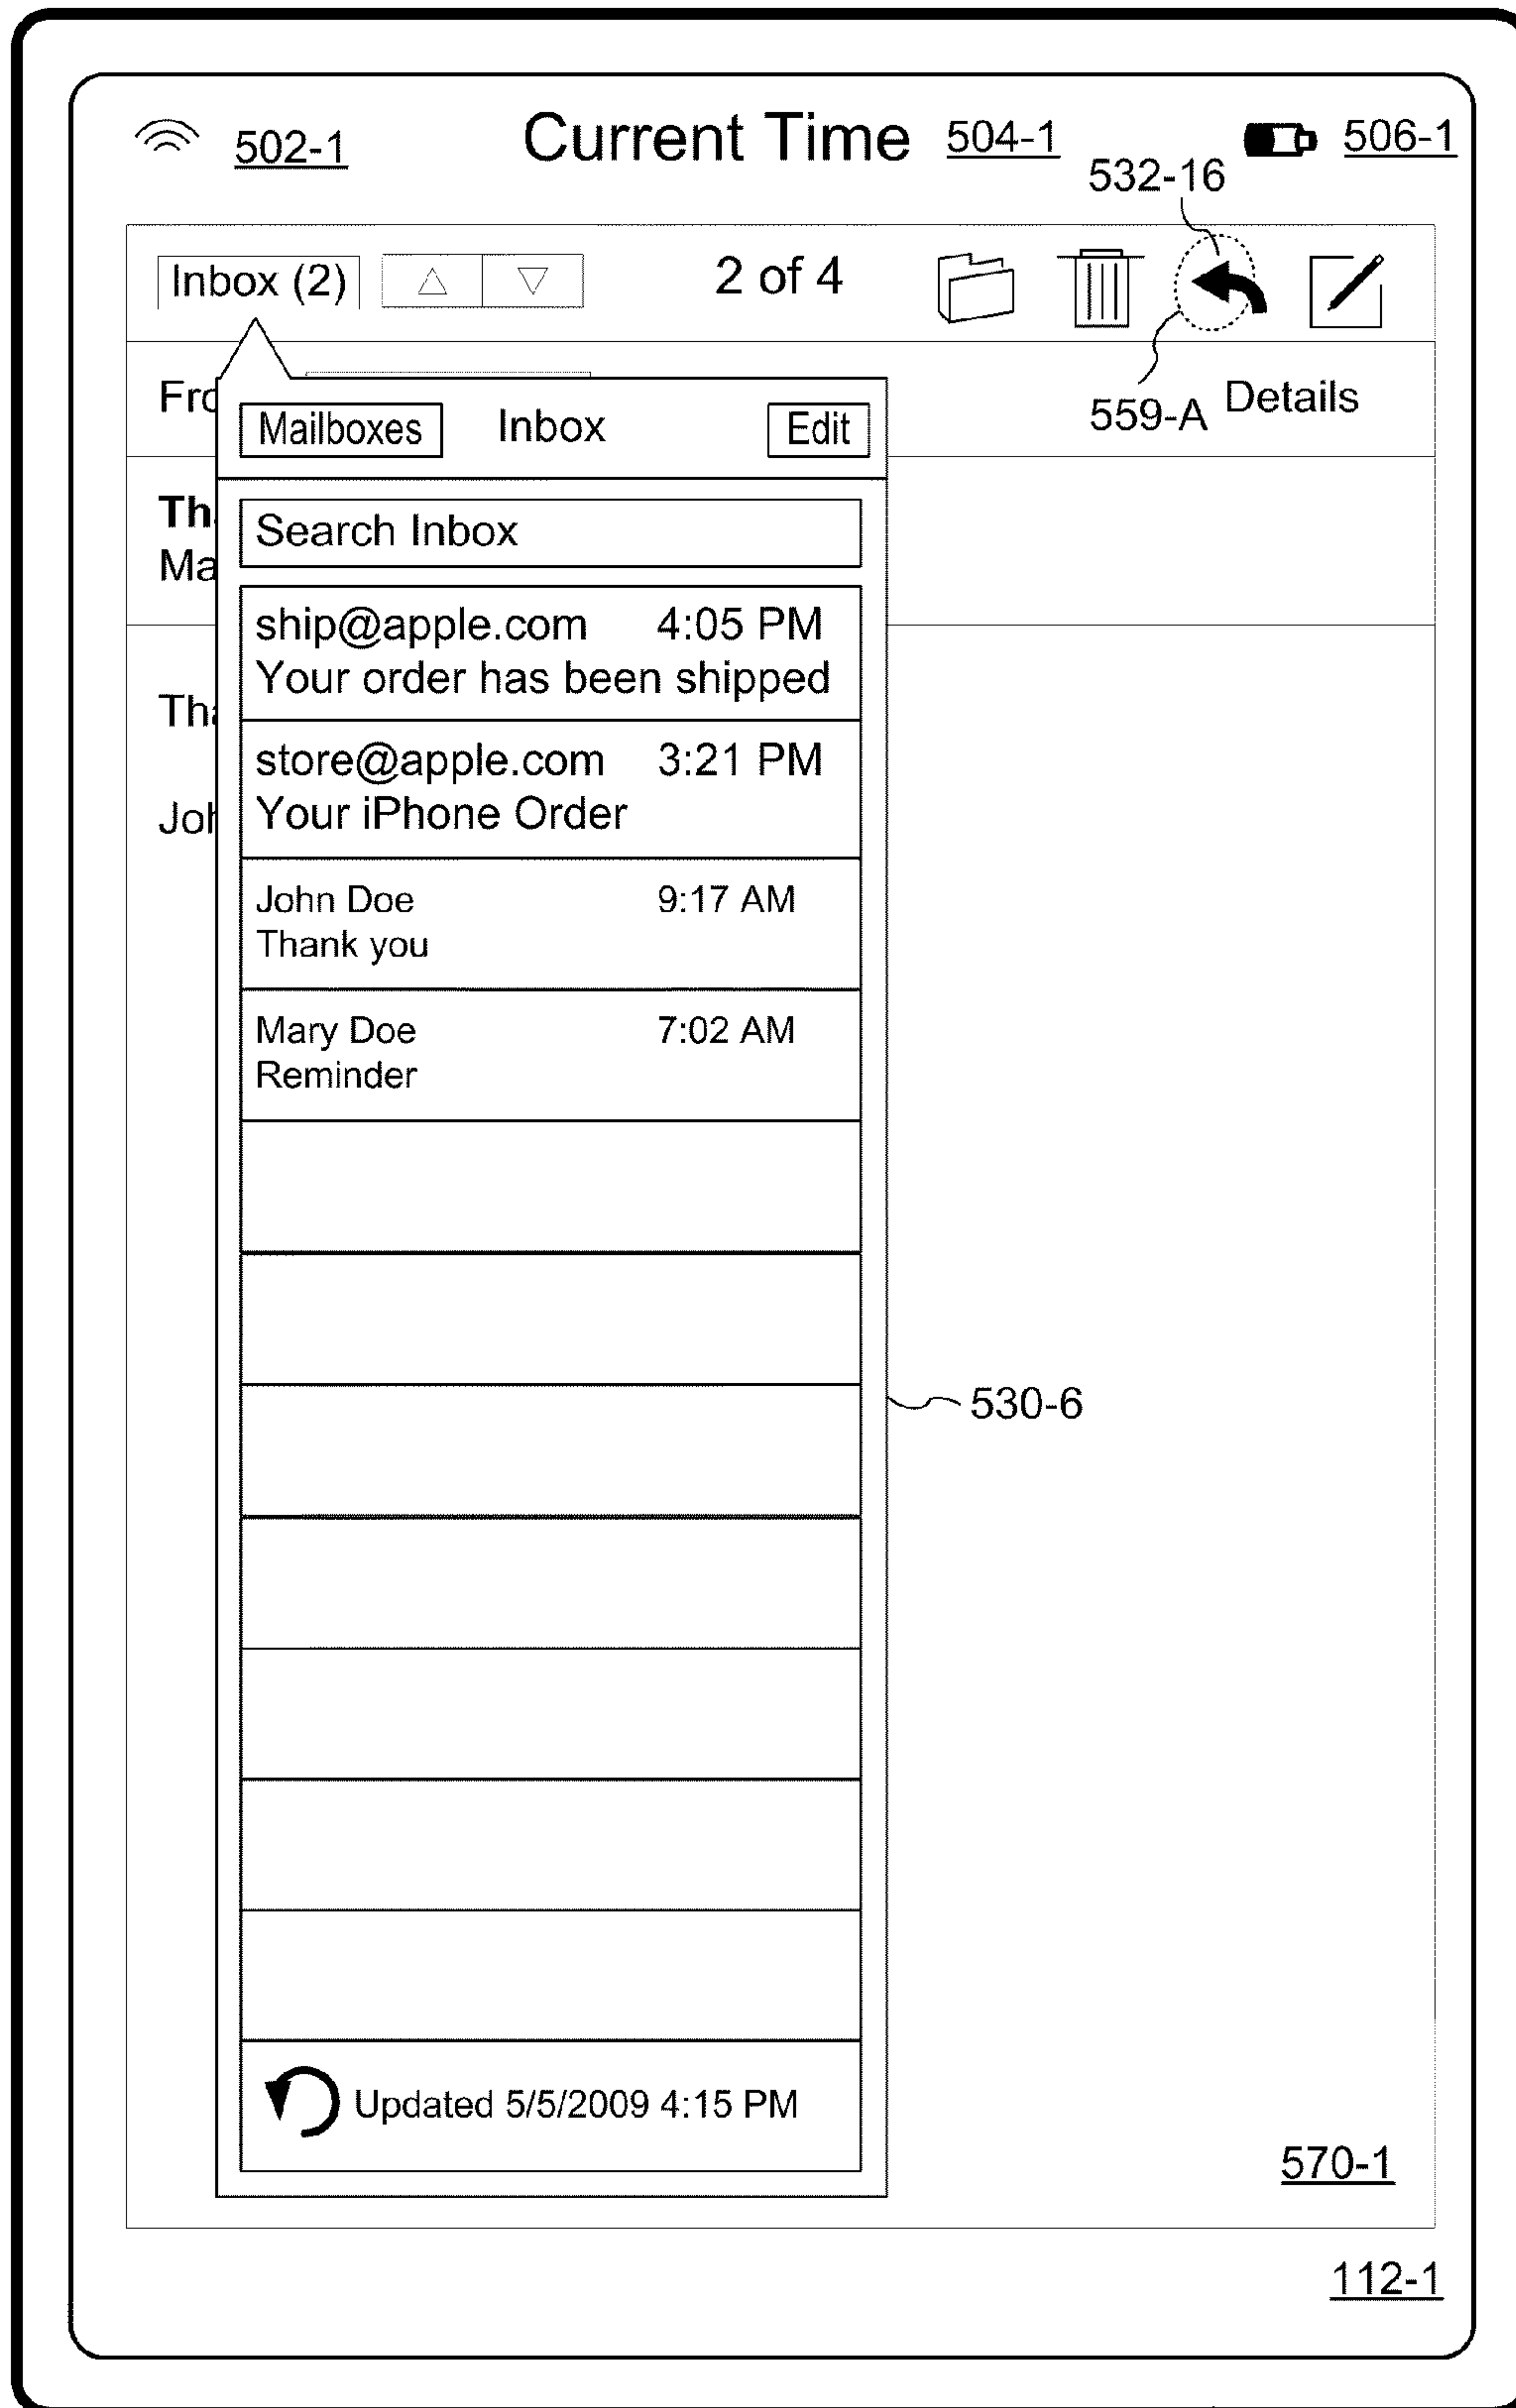 502-1 Current Time 504-1 506-1
532-16
Inbox (2) 2 of 4
559-A Details
Mailboxes Inbox Edit
Search Inbox
ship@apple.com 4:05 PM
Your order has been shipped
store@apple.com 3:21 PM
Your iPhone Order
John Doe 9:17 AM
Thank you
Mary Doe 7:02 AM
Reminder
530-6
Updated 5/5/2009 4:15 PM
570-1
112-1